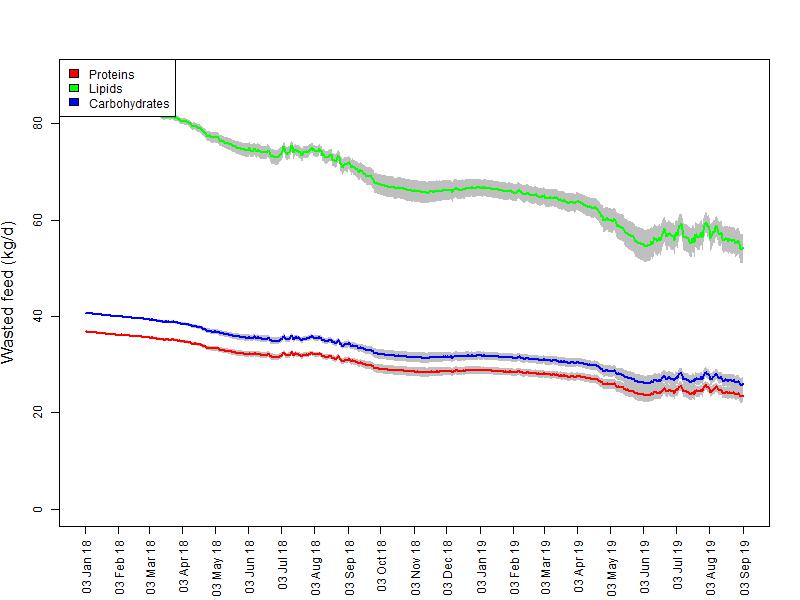 Proteins
Lipids
Carbohydrates
Wasted feed (kg/d)
80
60
40
20
0
03 Jan 18
03 Feb 18
03 Mar 18
03 Apr 18
03 May 18
03 Jun 18
03 Jul 18
03 Aug 18
03 Sep 18
03 Oct 18
03 Nov 18
03 Dec 18
03 Jan 19
03 Feb 19
03 Mar 19
03 Apr 19
03 May 19
03 Jun 19
03 Jul 19
03 Aug 19
03 Sep 19